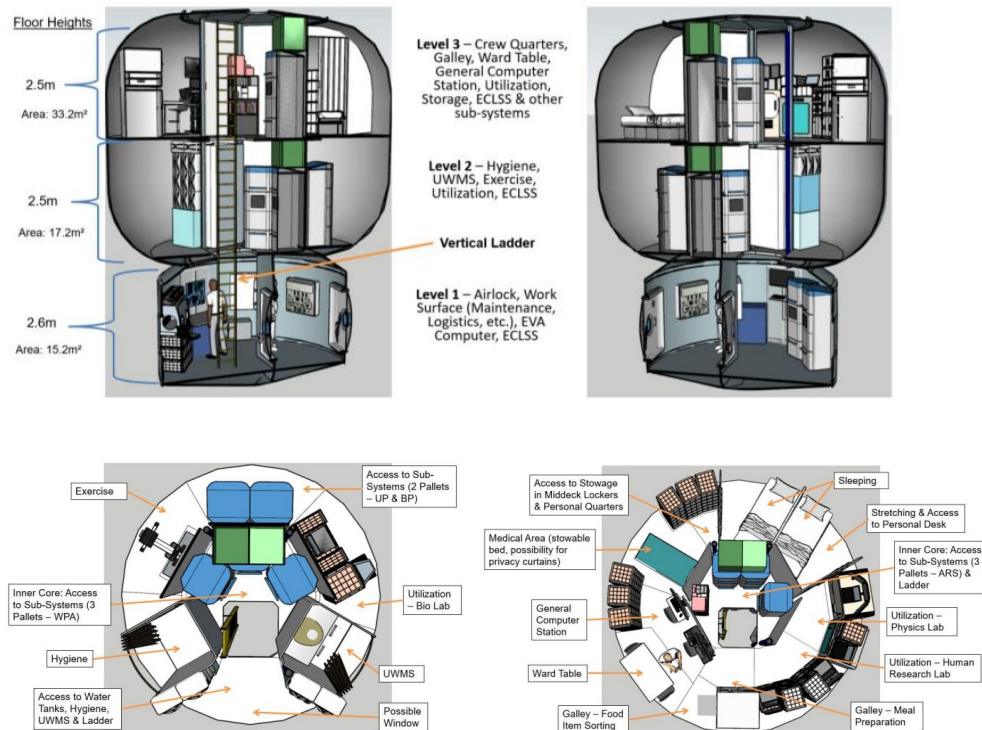 Floor Heights
2.5m
Area: 33.2m²
2.5m
Area: 17.2m²
2.6m
Area: 15.2m²
Level 3 – Crew Quarters,
Galley, Ward Table,
General Computer
Station, Utilization,
Storage, ECLSS & other
sub-systems
Level 2 – Hygiene,
UWMS, Exercise,
Utilization, ECLSS
Vertical Ladder
Level 1 – Airlock, Work
Surface (Maintenance,
Logistics, etc.), EVA
Computer, ECLSS
Exercise
Access to Sub-
Systems (2 Pallets
– UP & BP)
Inner Core: Access
to Sub-Systems (3
Pallets – WPA)
Utilization
- Bio Lab
Hygiene
UWMS
Access to Water
Tanks, Hygiene,
UWMS & Ladder
Possible
Window
Access to Stowage
in Middeck Lockers
& Personal Quarters
Sleeping
Stretching & Access
to Personal Desk
Medical Area (stowable
bed, possibility for
privacy curtains)
Inner Core: Access
to Sub-Systems (3
Pallets – ARS) &
Ladder
General
Computer
Station
Utilization –
Physics Lab
Ward Table
Utilization – Human
Research Lab
Galley – Food
Item Sorting
Galley – Meal
Preparation